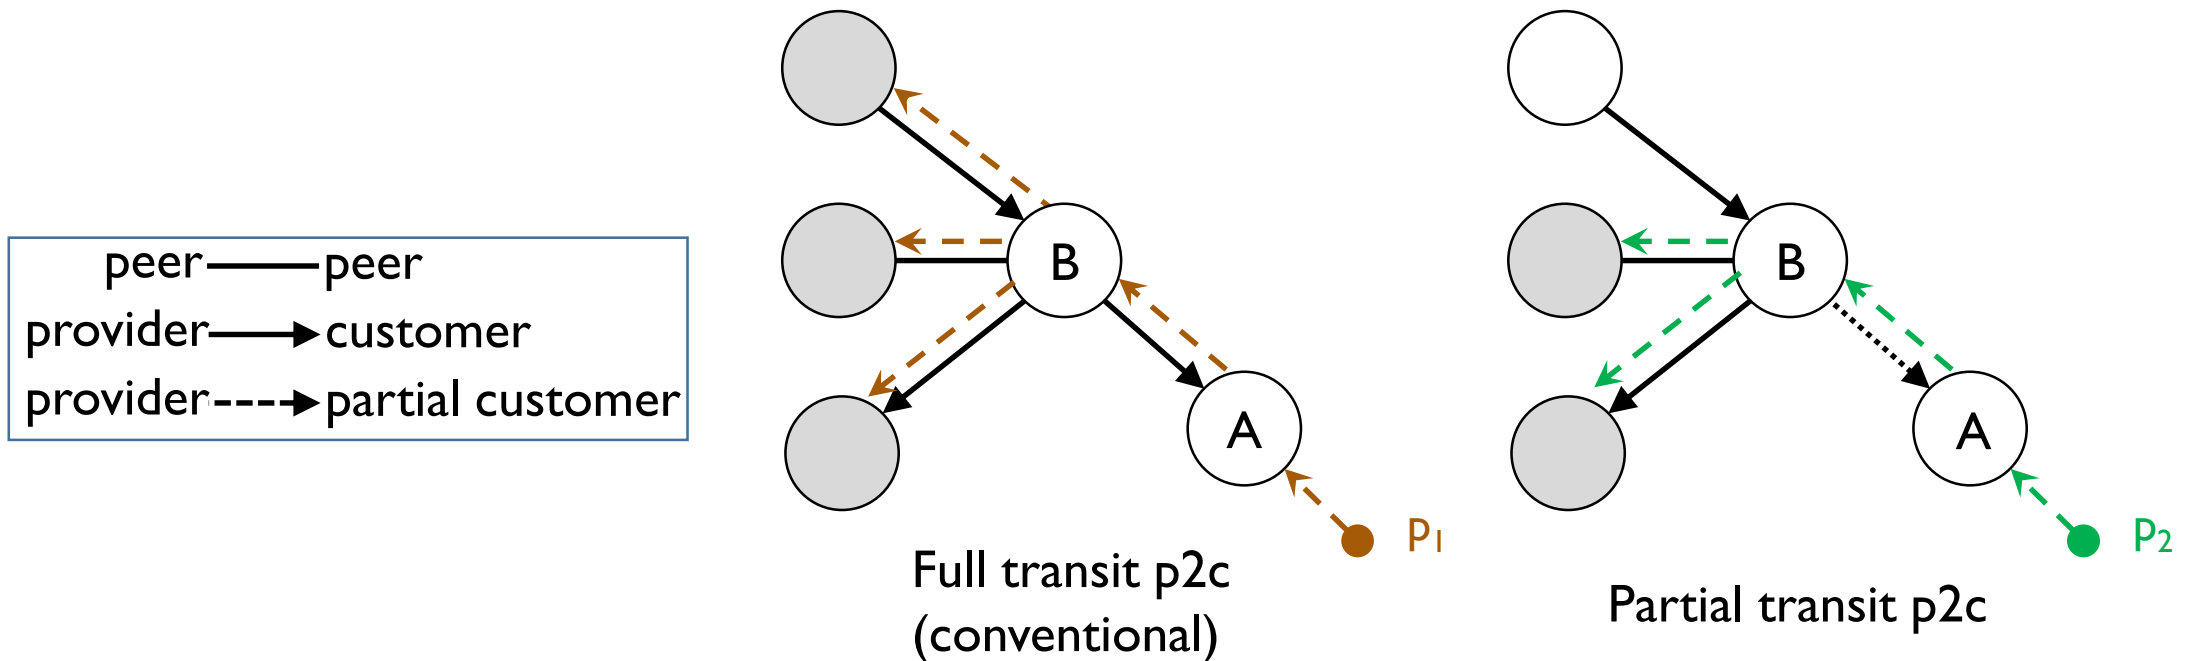 peer peer
provider customer
provider partial customer
B
A
P1
Full transit p2c
(conventional)
B
A
P2
Partial transit p2c